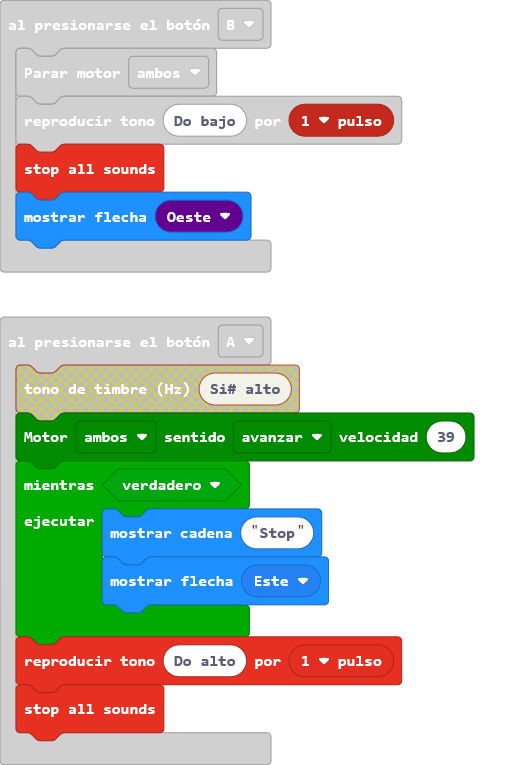 al presionarse el botón B
Parar motor ambos
reproducir tono Do bajo por 1 pulso
stop all sounds
mostrar flecha Oeste
al presionarse el botón A
tono de timbre (Hz) Si# alto
Motor ambos sentido avanzar velocidad 39
mientras verdadero
ejecutar
mostrar cadena "Stop"
mostrar flecha Este
reproducir tono Do alto por 1 pulso
stop all sounds